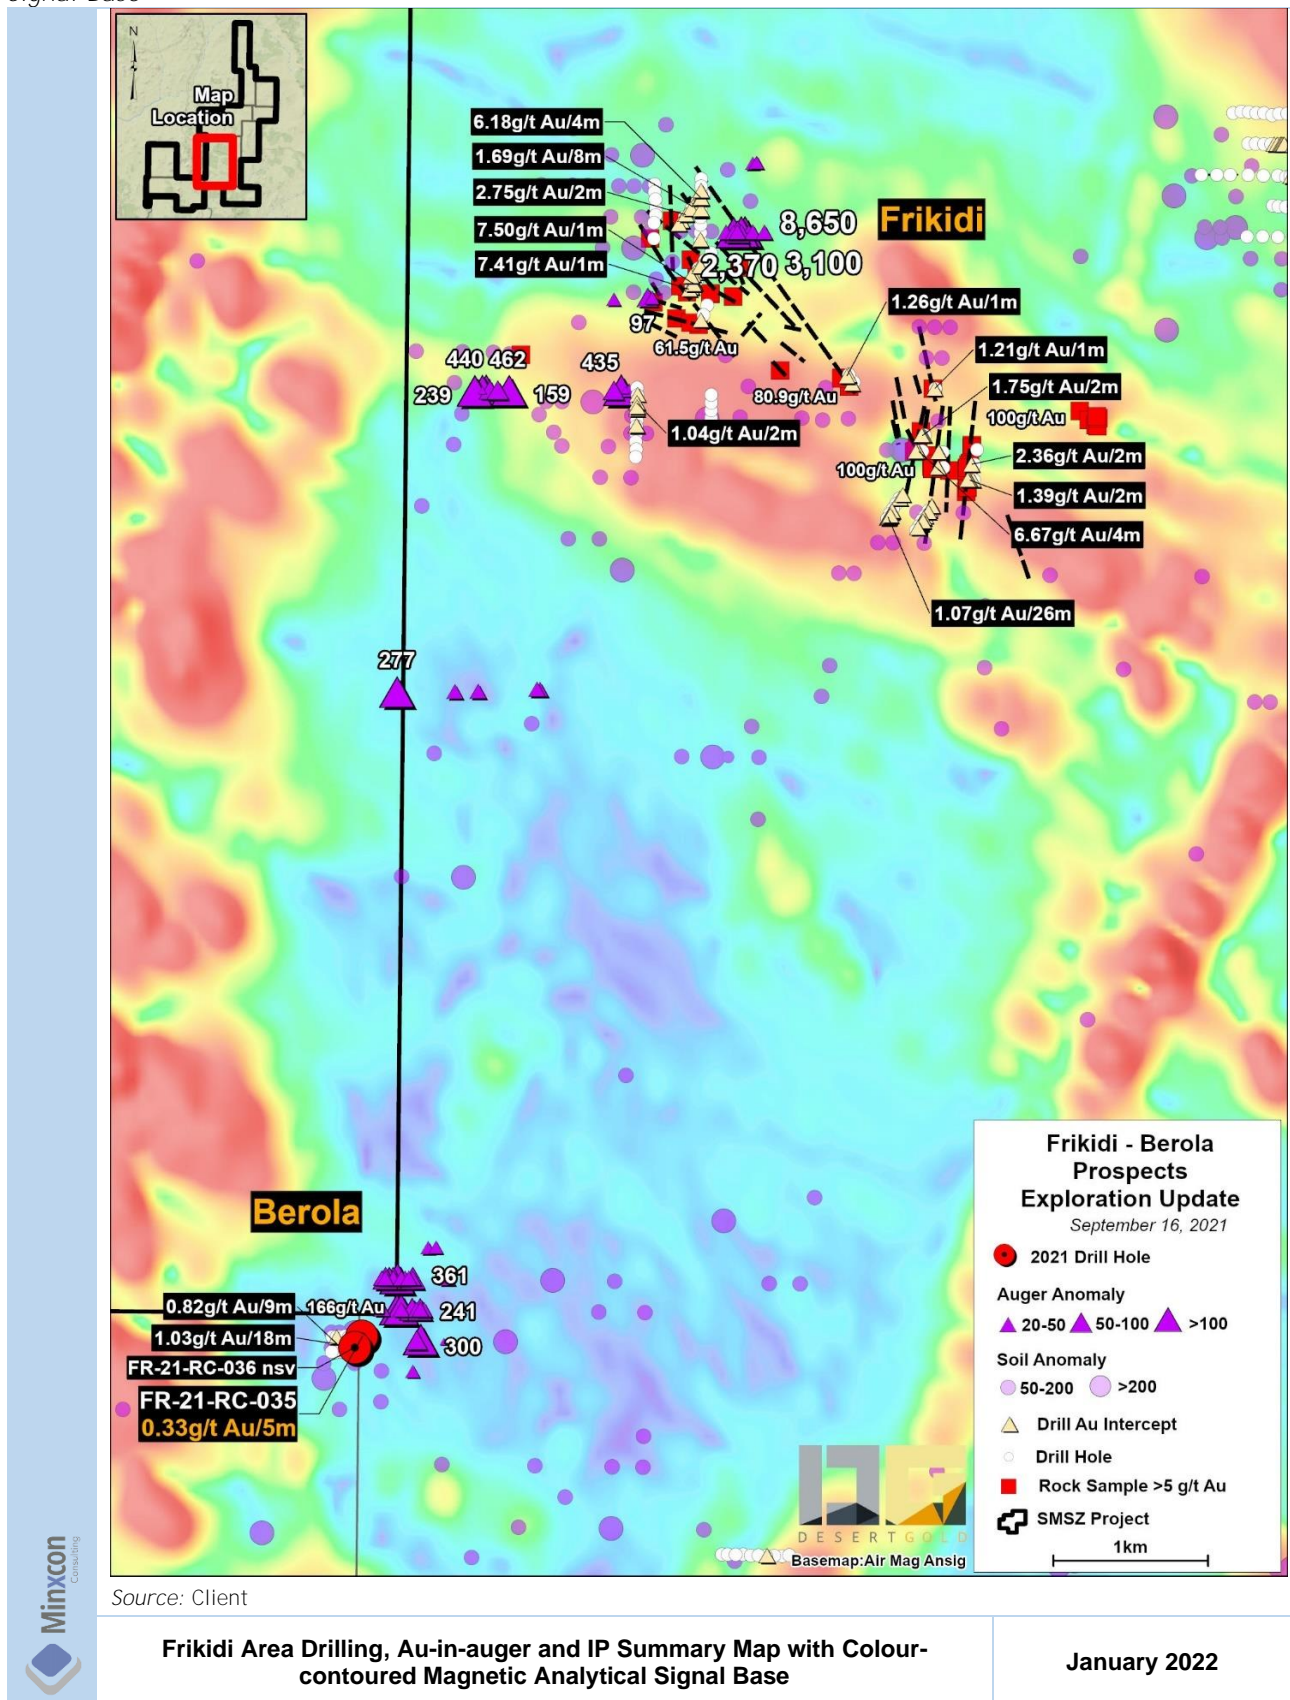 Signal Base
N
Map
Location
6.18g/t Au/4m
1.69g/t Au/8m
2.75g/t Au/2m
7.50g/t Au/1m
7.41g/t Au/1m
8,650
Frikidi
2,370 3,100
97
61.5g/t Au
1.26g/t Au/1m
1.21g/t Au/1m
440 462
435
239
159
80.9g/t Au
1.75g/t Au/2m
100g/t Au
1.04g/t Au/2m
2.36g/t Au/2m
100g/t Au
1.39g/t Au/2m
6.67g/t Au/4m
1.07g/t Au/26m
277
Berola
361
0.82g/t Au/9m
166g/t Au
241
1.03g/t Au/18m
300
FR-21-RC-036 nsv
FR-21-RC-035
0.33g/t Au/5m
Frikidi - Berola
Prospects
Exploration Update
September 16, 2021
2021 Drill Hole
Auger Anomaly
20-50 50-100 >100
Soil Anomaly
50-200 >200
Drill Au Intercept
Drill Hole
Rock Sample >5 g/t Au
SMSZ Project
1km
DESERT GOLD
Basemap:Air Mag Ansig
Minxcon
Consulting
Source: Client
Frikidi Area Drilling, Au-in-auger and IP Summary Map with Colour-
contoured Magnetic Analytical Signal Base
January 2022